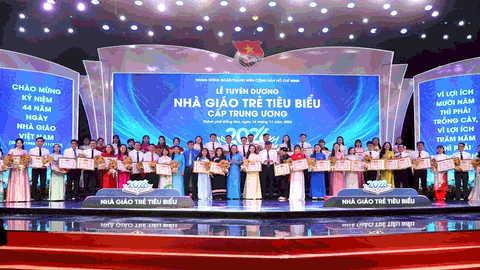 TRUNG ƯƠNG ĐOÀN THANH NIÊN CỘNG SẢN HỒ CHÍ MINH
LỄ TUYÊN DƯƠNG
NHÀ GIÁO TRẺ TIÊU BIỂU
CẤP TRUNG ƯƠNG
2026
CHÀO MỪNG
KỶ NIỆM
44 NĂM
NGÀY
NHÀ GIÁO
VIỆT NAM
VÌ LỢI ÍCH
MƯỜI NĂM
THÌ PHẢI
TRỒNG CÂY,
VÌ LỢI ÍCH
TRĂM NĂM
NHÀ GIÁO TRẺ TIÊU BIỂU
NHÀ GIÁO TRẺ TIÊU BIỂU